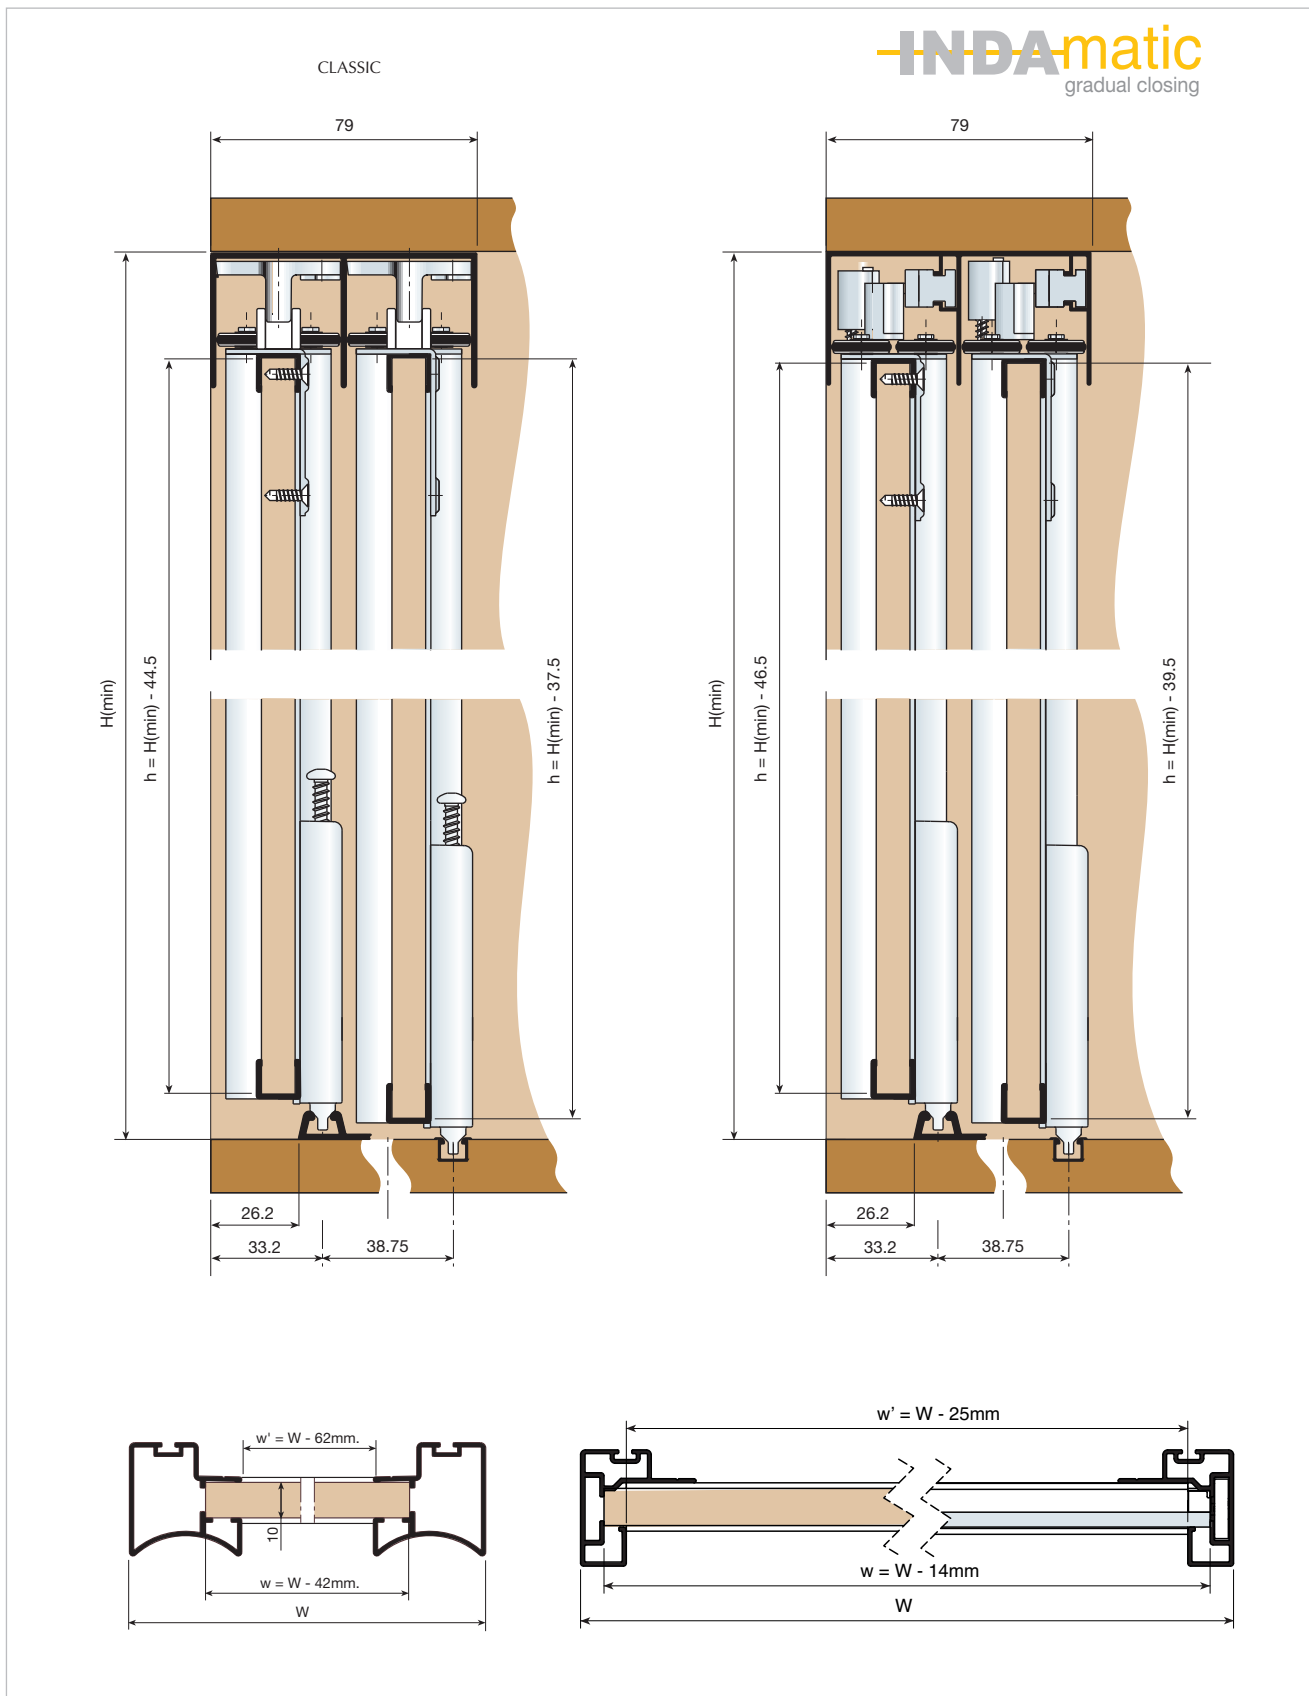 CLASSIC
INDAmatic
gradual closing
79
79
H(min)
h = H(min) - 44.5
h = H(min) - 37.5
H(min)
h = H(min) - 46.5
h = H(min) - 39.5
26.2
33.2
38.75
26.2
33.2
38.75
w' = W - 62mm.
10
w = W - 42mm.
W
w’ = W - 25mm
w = W - 14mm
W